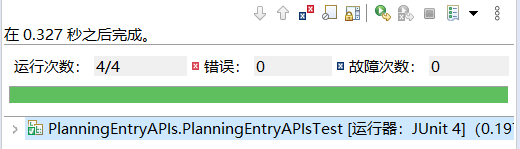 在 0.327 秒之后完成。
运行次数： 4/4 错误： 0 故障次数： 0
PlanningEntryAPIs.PlanningEntryAPIsTest [运行器：JUnit 4] (0.19